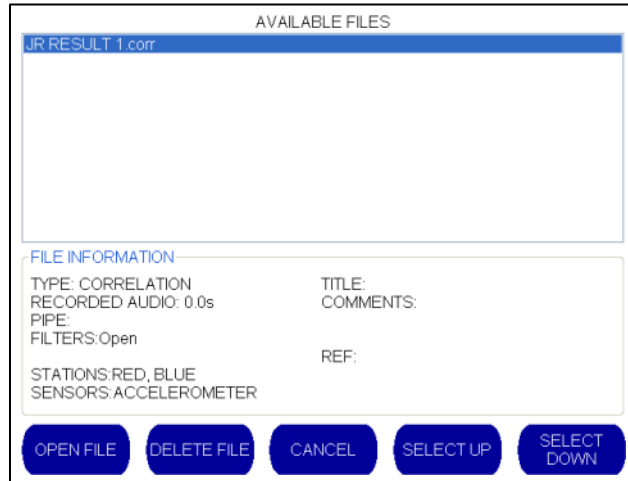 AVAILABLE FILES
JR RESULT 1.corr
FILE INFORMATION
TYPE: CORRELATION
RECORDED AUDIO: 0.0s
PIPE:
FILTERS:Open
STATIONS:RED, BLUE
SENSORS:ACCELEROMETER
TITLE:
COMMENTS:
REF:
OPEN FILE
DELETE FILE
CANCEL
SELECT UP
SELECT
DOWN